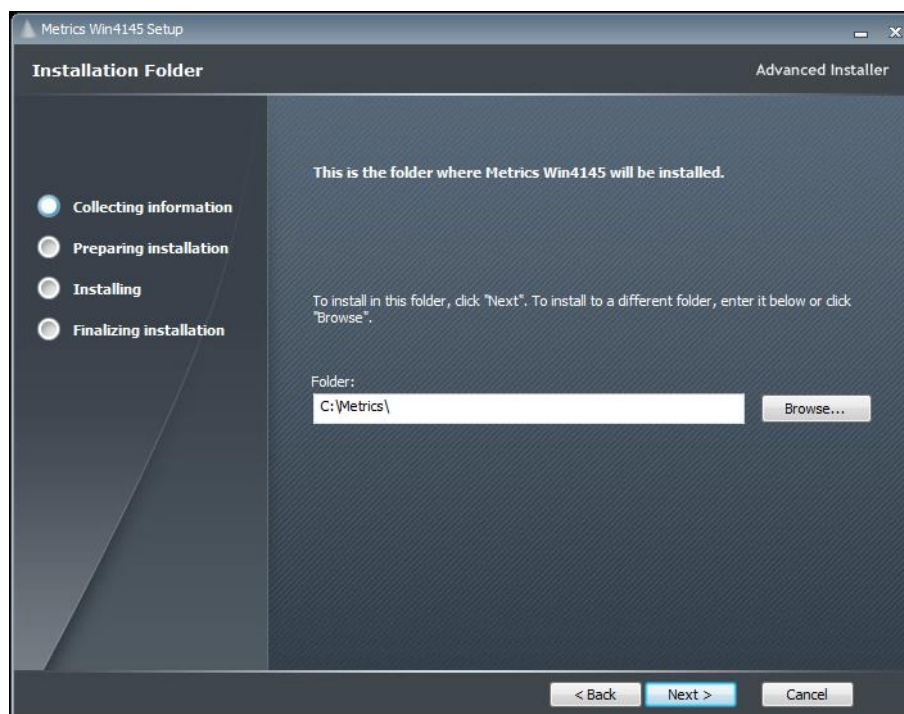 Metrics Win4145 Setup
Installation Folder
Advanced Installer
Collecting information
Preparing installation
Installing
Finalizing installation
This is the folder where Metrics Win4145 will be installed.
To install in this folder, click "Next". To install to a different folder, enter it below or click
"Browse".
Folder:
C:\Metrics\
Browse...
< Back
Next >
Cancel